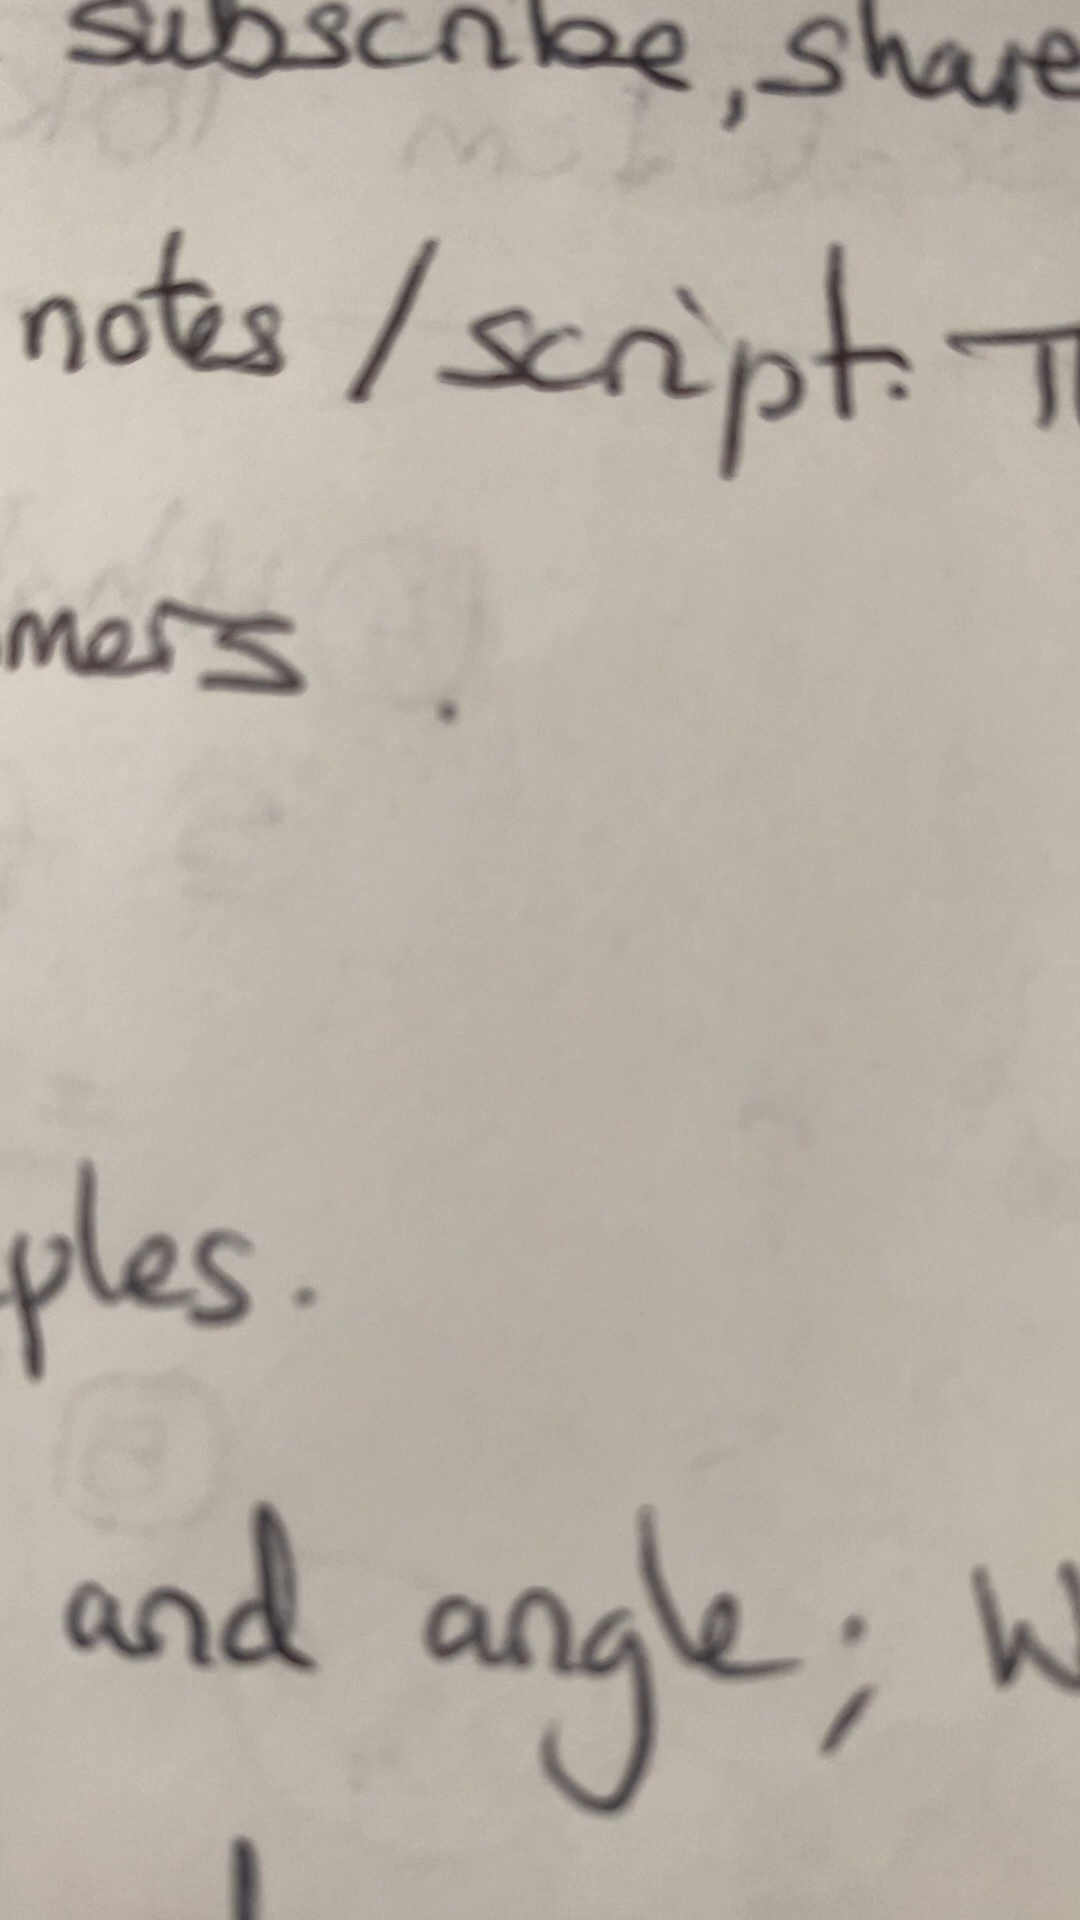 subscribe, share
notes / script. T
mers.
ples.
and angle; w